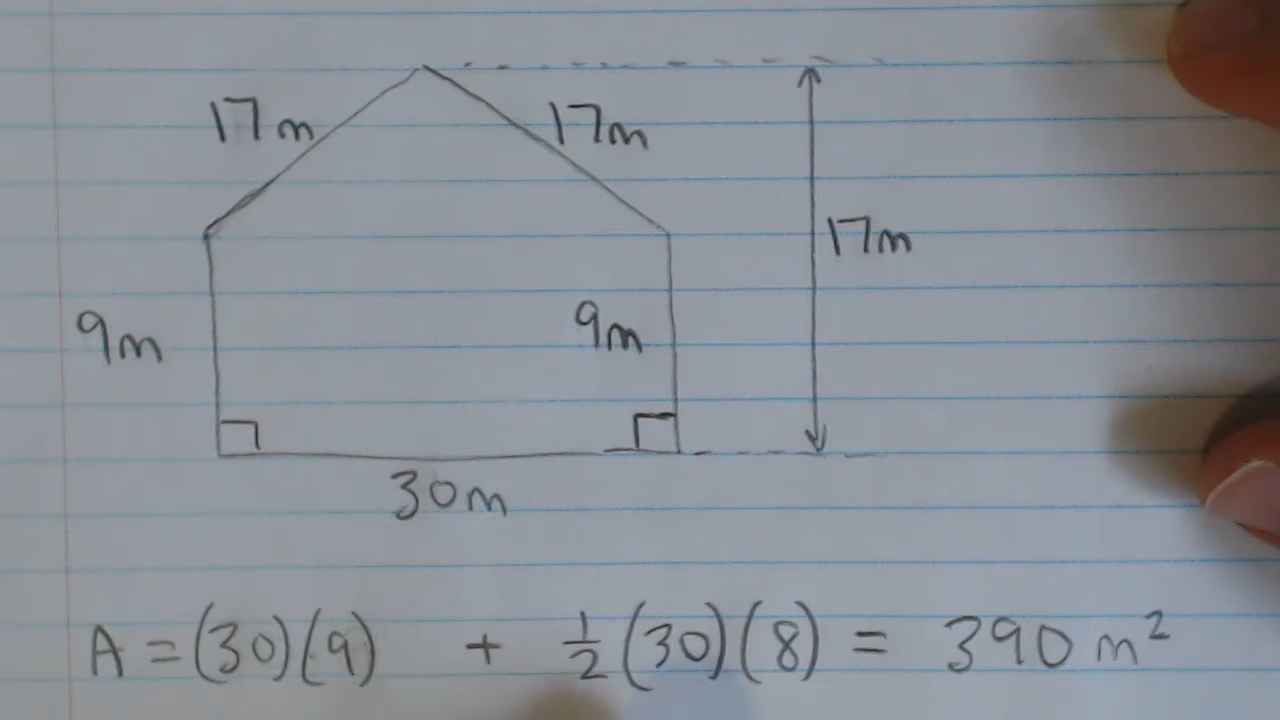 17m 17m
17m
9m 9m
30m
A = (30)(9) + 1/2 (30)(8) = 390 m²